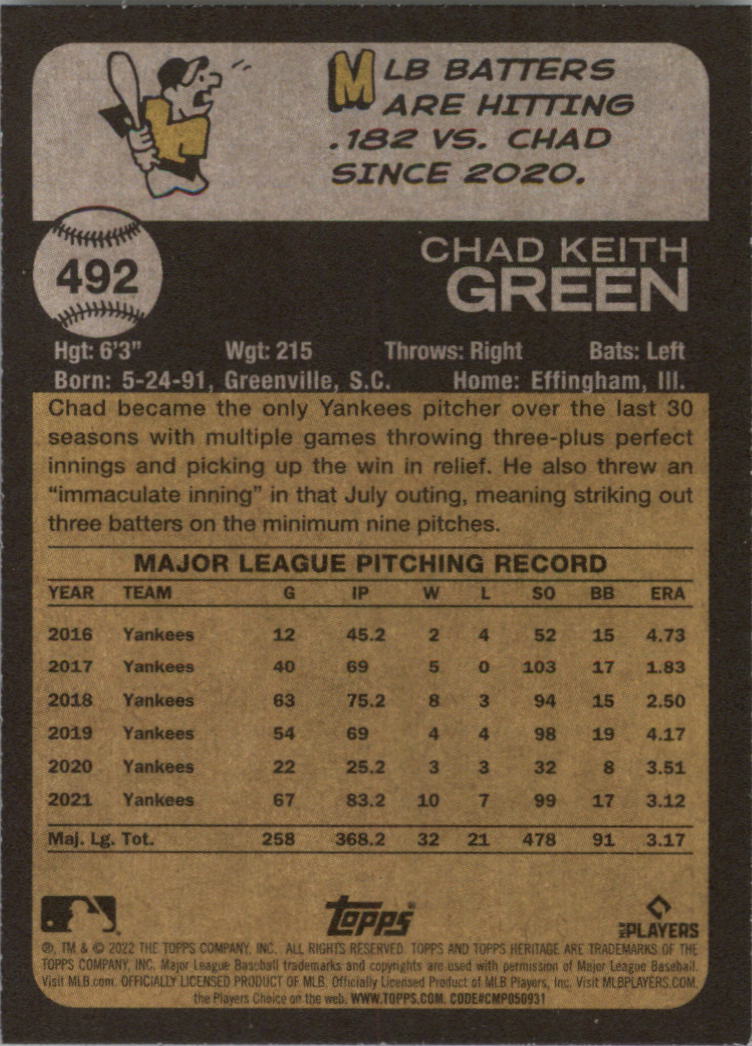 MLB BATTERS
ARE HITTING
.182 VS. CHAD
SINCE 2020.
492
CHAD KEITH
GREEN
Hgt: 6'3" Wgt: 215 Throws: Right Bats: Left
Born: 5-24-91, Greenville, S.C. Home: Effingham, Ill.
Chad became the only Yankees pitcher over the last 30
seasons with multiple games throwing three-plus perfect
innings and picking up the win in relief. He also threw an
“immaculate inning” in that July outing, meaning striking out
three batters on the minimum nine pitches.
MAJOR LEAGUE PITCHING RECORD
YEAR TEAM G IP W L SO BB ERA
2016 Yankees 12 45.2 2 4 52 15 4.73
2017 Yankees 40 69 5 0 103 17 1.83
2018 Yankees 63 75.2 8 3 94 15 2.50
2019 Yankees 54 69 4 4 98 19 4.17
2020 Yankees 22 25.2 3 3 32 8 3.51
2021 Yankees 67 83.2 10 7 99 17 3.12
Maj. Lg. Tot. 258 368.2 32 21 478 91 3.17
Topps®
MLB PLAYERS
®, TM & © 2022 THE TOPPS COMPANY, INC. ALL RIGHTS RESERVED. TOPPS AND TOPPS HERITAGE ARE TRADEMARKS OF THE
TOPPS COMPANY, INC. Major League Baseball trademarks and copyrights are used with permission of Major League Baseball.
Visit MLB.com. OFFICIALLY LICENSED PRODUCT OF MLB. Officially Licensed Product of MLB Players, Inc. Visit MLBPLAYERS.COM,
the Players Choice on the web. WWW.TOPPS.COM. CODE#CMP050931